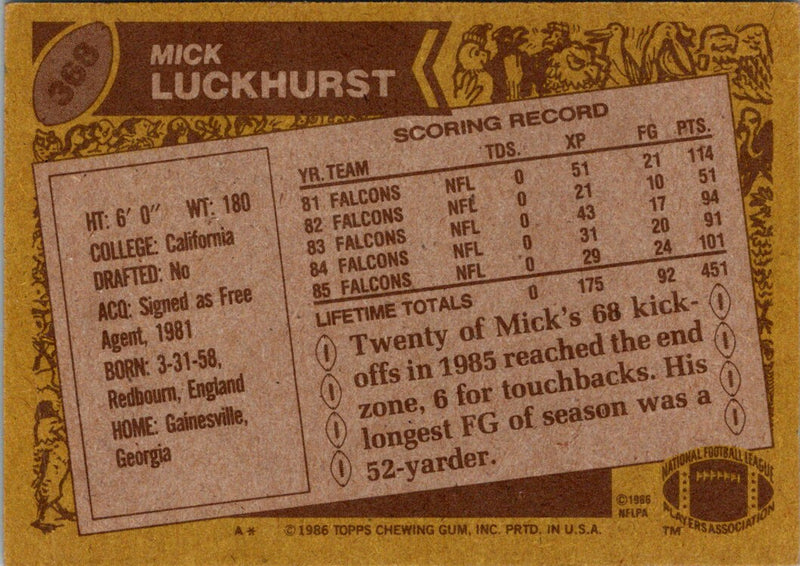 368
MICK
LUCKHURST
HT: 6' 0" WT: 180
COLLEGE: California
DRAFTED: No
ACQ: Signed as Free
Agent, 1981
BORN: 3-31-58,
Redbourn, England
HOME: Gainesville,
Georgia
SCORING RECORD
YR. TEAM TDS. XP FG PTS.
81 FALCONS NFL 0 51 21 114
82 FALCONS NFL 0 21 10 51
83 FALCONS NFL 0 43 17 94
84 FALCONS NFL 0 31 20 91
85 FALCONS NFL 0 29 24 101
LIFETIME TOTALS 0 175 92 451
Twenty of Mick's 68 kick-
offs in 1985 reached the end
zone, 6 for touchbacks. His
longest FG of season was a
52-yarder.
©1986
NFLPA
NATIONAL FOOTBALL LEAGUE
PLAYERS ASSOCIATION
TM
A* ©1986 TOPPS CHEWING GUM, INC. PRTD. IN U.S.A.